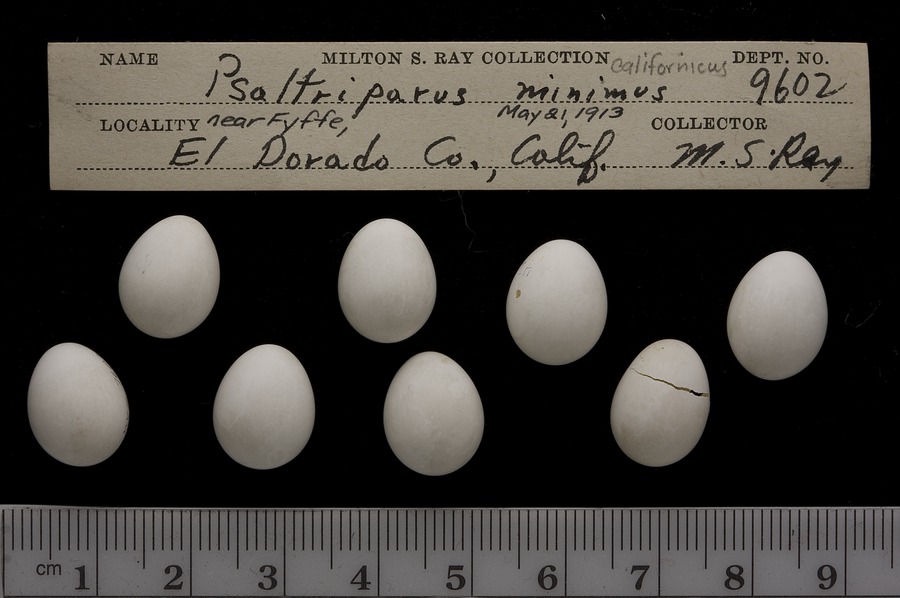 NAME MILTON S. RAY COLLECTION californicus DEPT. NO.
Psaltriparus minimus 9602
LOCALITY near Fyffe, May 21, 1913 COLLECTOR
El Dorado Co., Calif. M. S. Ray
cm 1 2 3 4 5 6 7 8 9